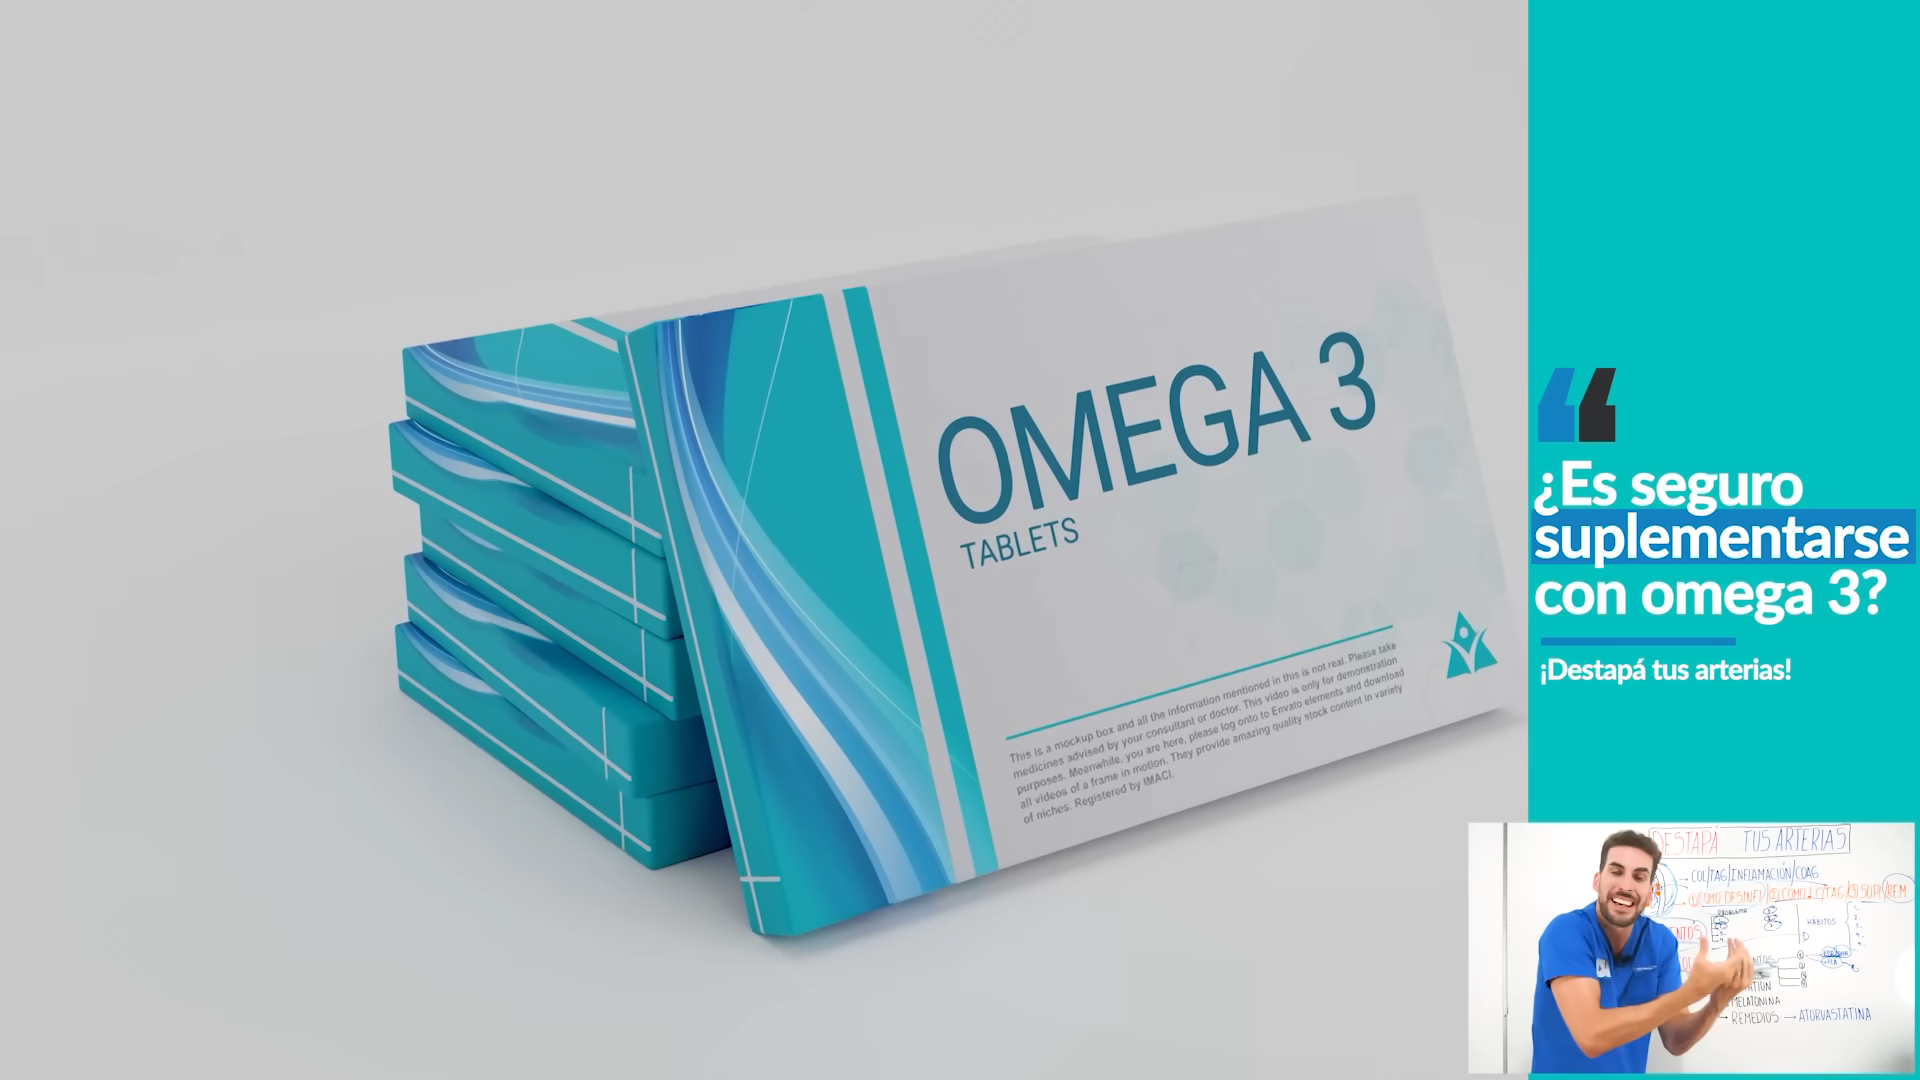 OMEGA 3
TABLETS
This is a mockup box and all the information mentioned in this is not real. Please take
medicines advised by your consultant or doctor. This video is only for demonstration
purposes. Meanwhile, you are here, please log onto to Envato elements and download
all videos of a frame in motion. They provide amazing quality stock content in variety
of niches. Registered by IMACI.
¿Es seguro
suplementarse
con omega 3?
¡Destapá tus arterias!
DESTAPÁ TUS ARTERIAS
COL/TAG/INFLAMACIÓN/COAG
PROBLEMA
HABITOS
MELATONINA
REMEDIOS → ATORVASTATINA